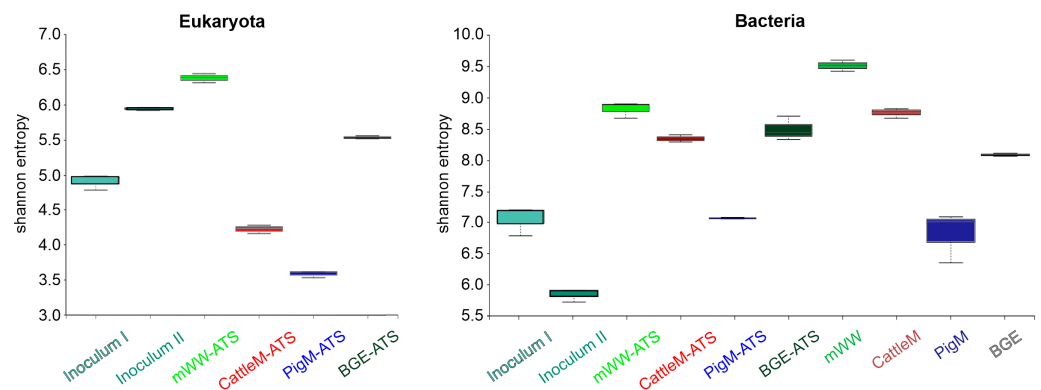 Eukaryota
shannon entropy
7.0
6.5
6.0
5.5
5.0
4.5
4.0
3.5
3.0
Inoculum I
Inoculum II
mWW-ATS
CattleM-ATS
PigM-ATS
BGE-ATS
Bacteria
shannon entropy
10.0
9.5
9.0
8.5
8.0
7.5
7.0
6.5
6.0
5.5
Inoculum I
Inoculum II
mWW-ATS
CattleM-ATS
PigM-ATS
BGE-ATS
mWW
CattleM
PigM
BGE